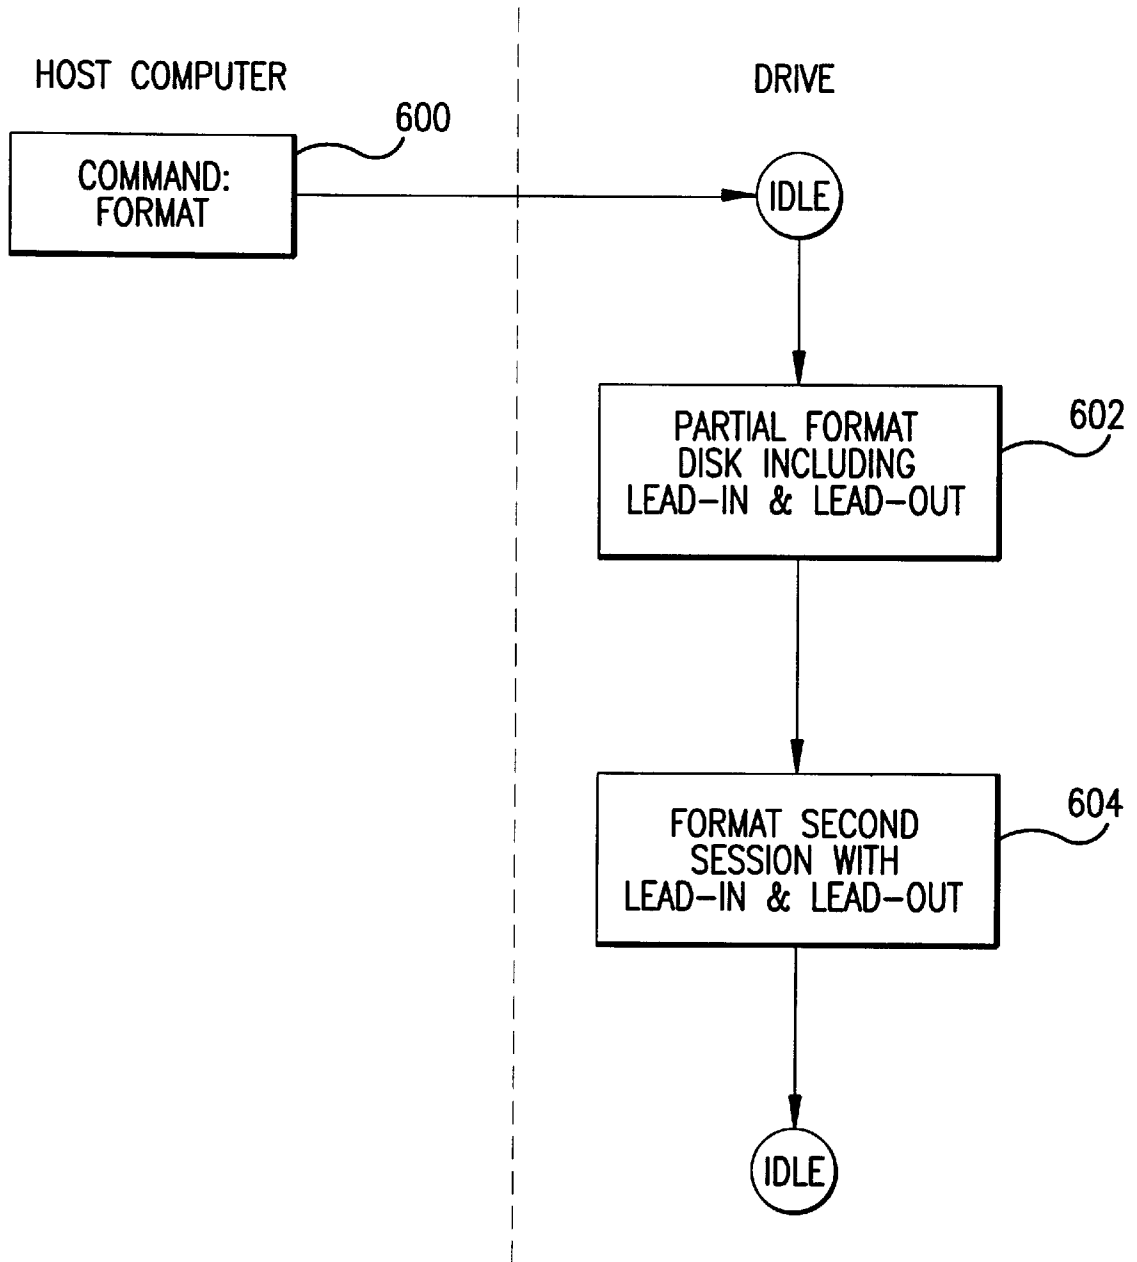 HOST COMPUTER
DRIVE
600
COMMAND:
FORMAT
IDLE
602
PARTIAL FORMAT
DISK INCLUDING
LEAD-IN & LEAD-OUT
604
FORMAT SECOND
SESSION WITH
LEAD-IN & LEAD-OUT
IDLE